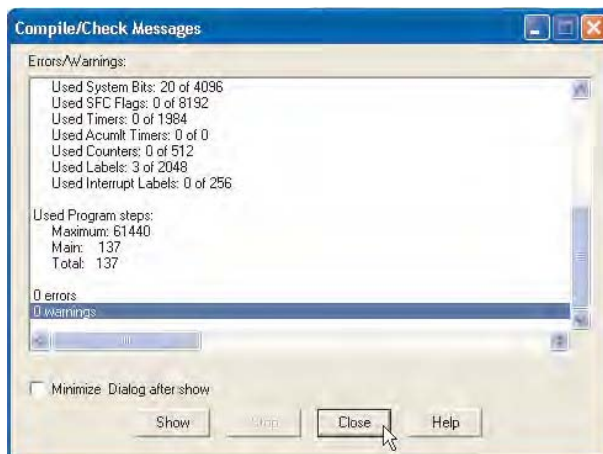 Compile/Check Messages
Errors/Warnings:
Used System Bits: 20 of 4096
Used SFC Flags: 0 of 8192
Used Timers: 0 of 1984
Used Acumlt Timers: 0 of 0
Used Counters: 0 of 512
Used Labels: 3 of 2048
Used Interrupt Labels: 0 of 256
Used Program steps:
Maximum: 61440
Main: 137
Total: 137
0 errors
0 warnings
Minimize Dialog after show
Show Stop Close Help